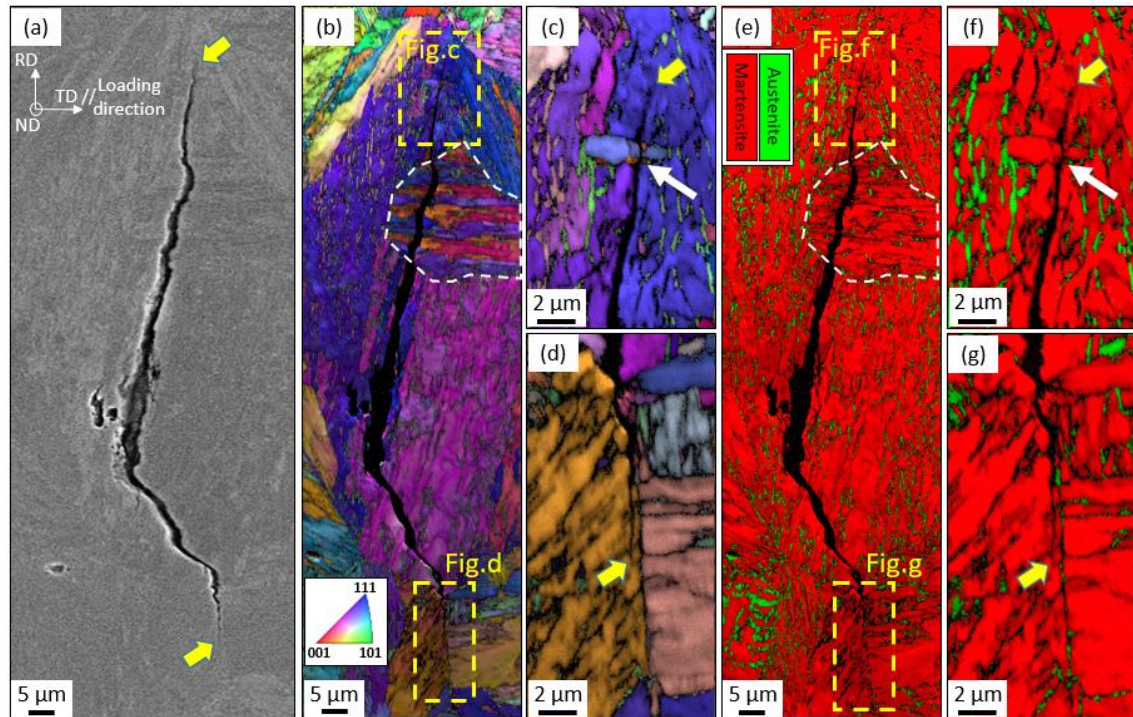 (a)
RD
TD // Loading
direction
ND
5 µm
(b)
Fig.c
Fig.d
111
001
101
5 µm
(c)
2 µm
(d)
2 µm
(e)
Fig.f
Martensite
Austenite
Fig.g
5 µm
(f)
2 µm
(g)
2 µm